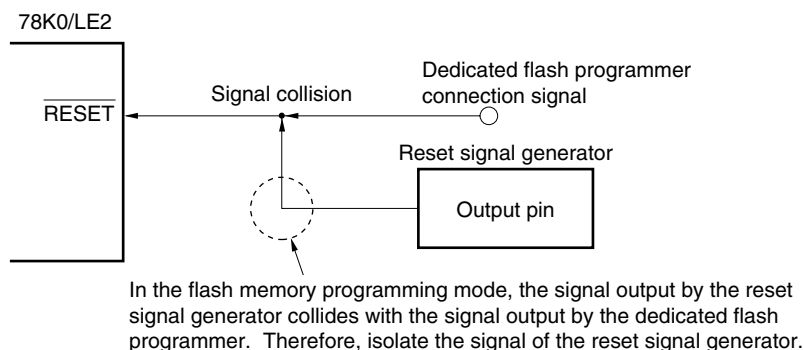 78K0/LE2
Dedicated flash programmer
connection signal
Signal collision
RESET
Reset signal generator
Output pin
In the flash memory programming mode, the signal output by the reset
signal generator collides with the signal output by the dedicated flash
programmer.  Therefore, isolate the signal of the reset signal generator.